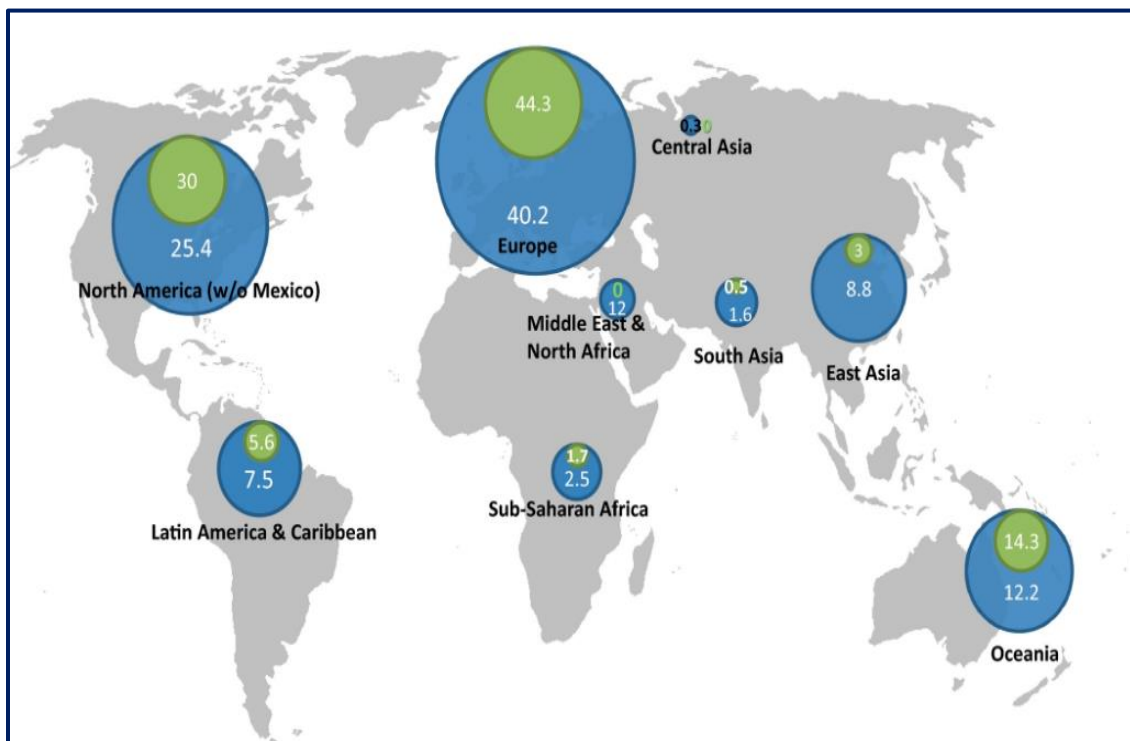 44.3
40.2
Europe
0.3 0
Central Asia
30
25.4
North America (w/o Mexico)
0
12
Middle East &
North Africa
0.5
1.6
South Asia
3
8.8
East Asia
5.6
7.5
Latin America & Caribbean
1.7
2.5
Sub-Saharan Africa
14.3
12.2
Oceania